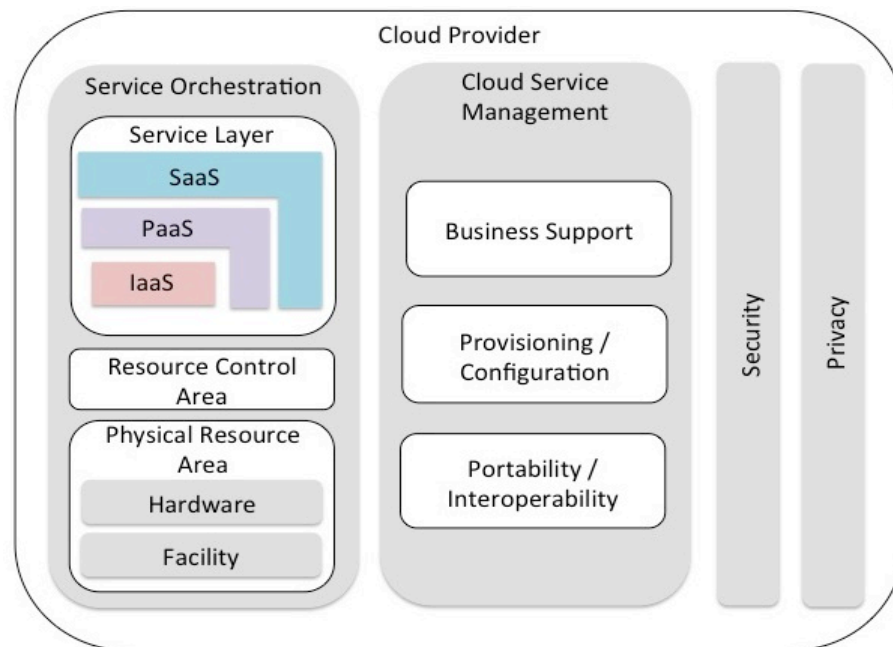 Cloud Provider
Service Orchestration
Service Layer
SaaS
PaaS
IaaS
Resource Control
Area
Physical Resource
Area
Hardware
Facility
Cloud Service
Management
Business Support
Provisioning /
Configuration
Portability /
Interoperability
Security
Privacy